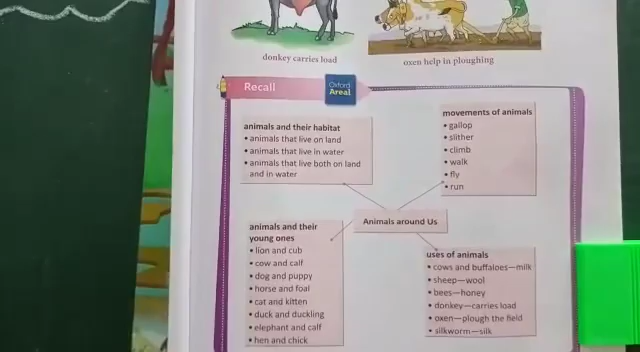 donkey carries load
oxen help in ploughing
Recall
Oxford
Areal
animals and their habitat
• animals that live on land
• animals that live in water
• animals that live both on land
and in water
movements of animals
• gallop
• slither
• climb
• walk
• fly
• run
Animals around Us
animals and their
young ones
• lion and cub
• cow and calf
• dog and puppy
• horse and foal
• cat and kitten
• duck and duckling
• elephant and calf
• hen and chick
uses of animals
• cows and buffaloes—milk
• sheep—wool
• bees—honey
• donkey—carries load
• oxen—plough the field
• silkworm—silk